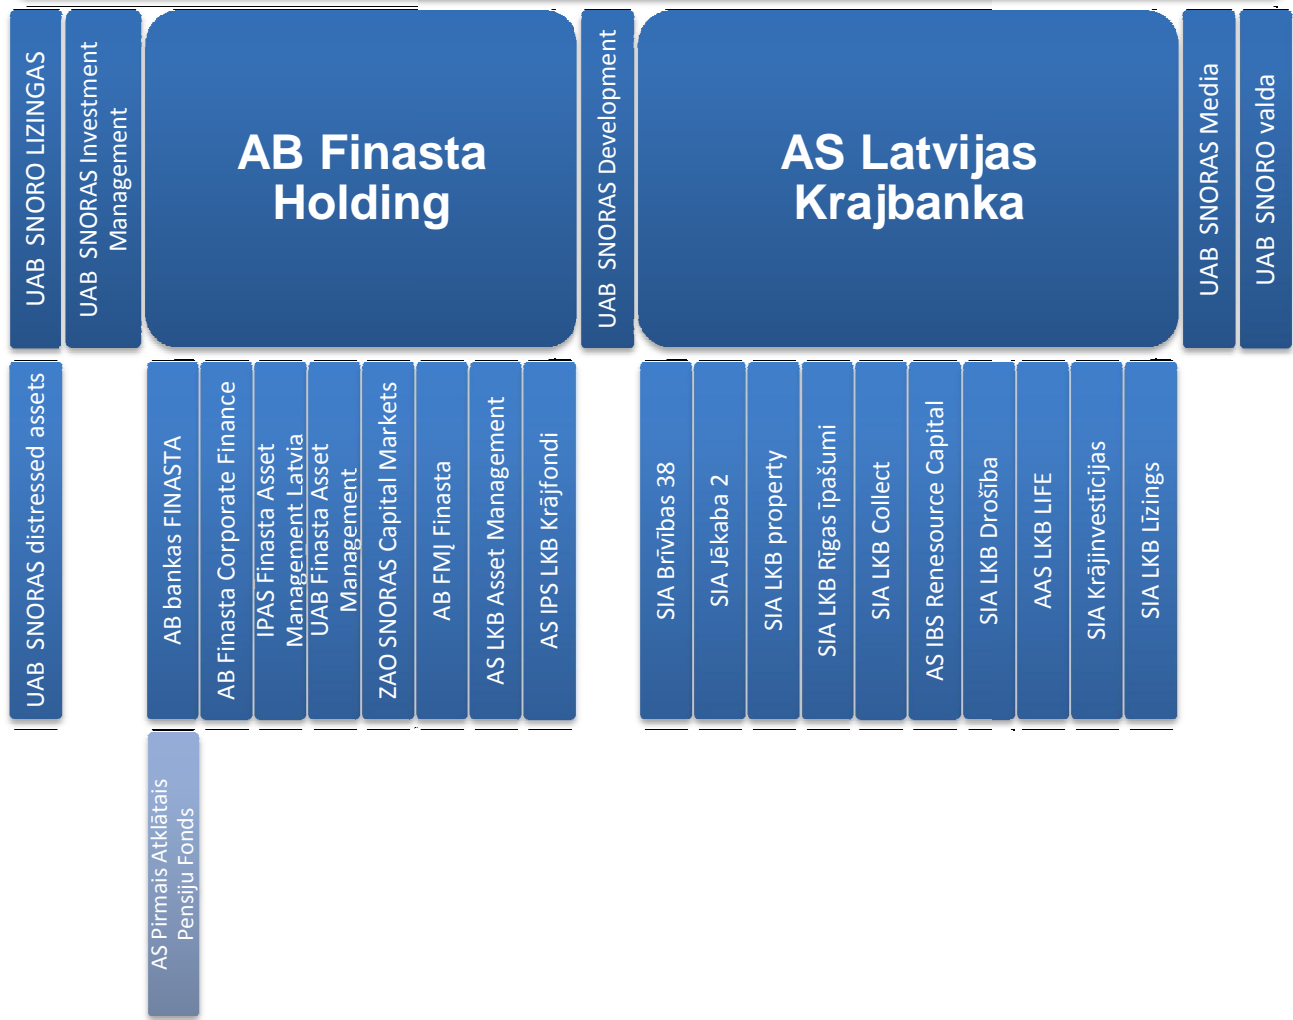 UAB  SNORO LIZINGAS
UAB  SNORAS Investment
Management
AB Finasta
Holding
UAB  SNORAS Development
AS Latvijas
Krajbanka
UAB  SNORAS Media
UAB  SNORO valda
UAB  SNORAS distressed assets
AB bankas FINASTA
AB Finasta Corporate Finance
IPAS Finasta Asset
Management Latvia
UAB Finasta Asset
Management
ZAO SNORAS Capital Markets
AB FMĮ Finasta
AS LKB Asset Management
AS IPS LKB Krājfondi
SIA Brīvības 38
SIA Jēkaba 2
SIA LKB property
SIA LKB Rīgas īpašumi
SIA LKB Collect
AS IBS Renesource Capital
SIA LKB Drošība
AAS LKB LIFE
SIA Krājinvestīcijas
SIA LKB Līzings
AS Pirmais Atklātais
Pensiju Fonds